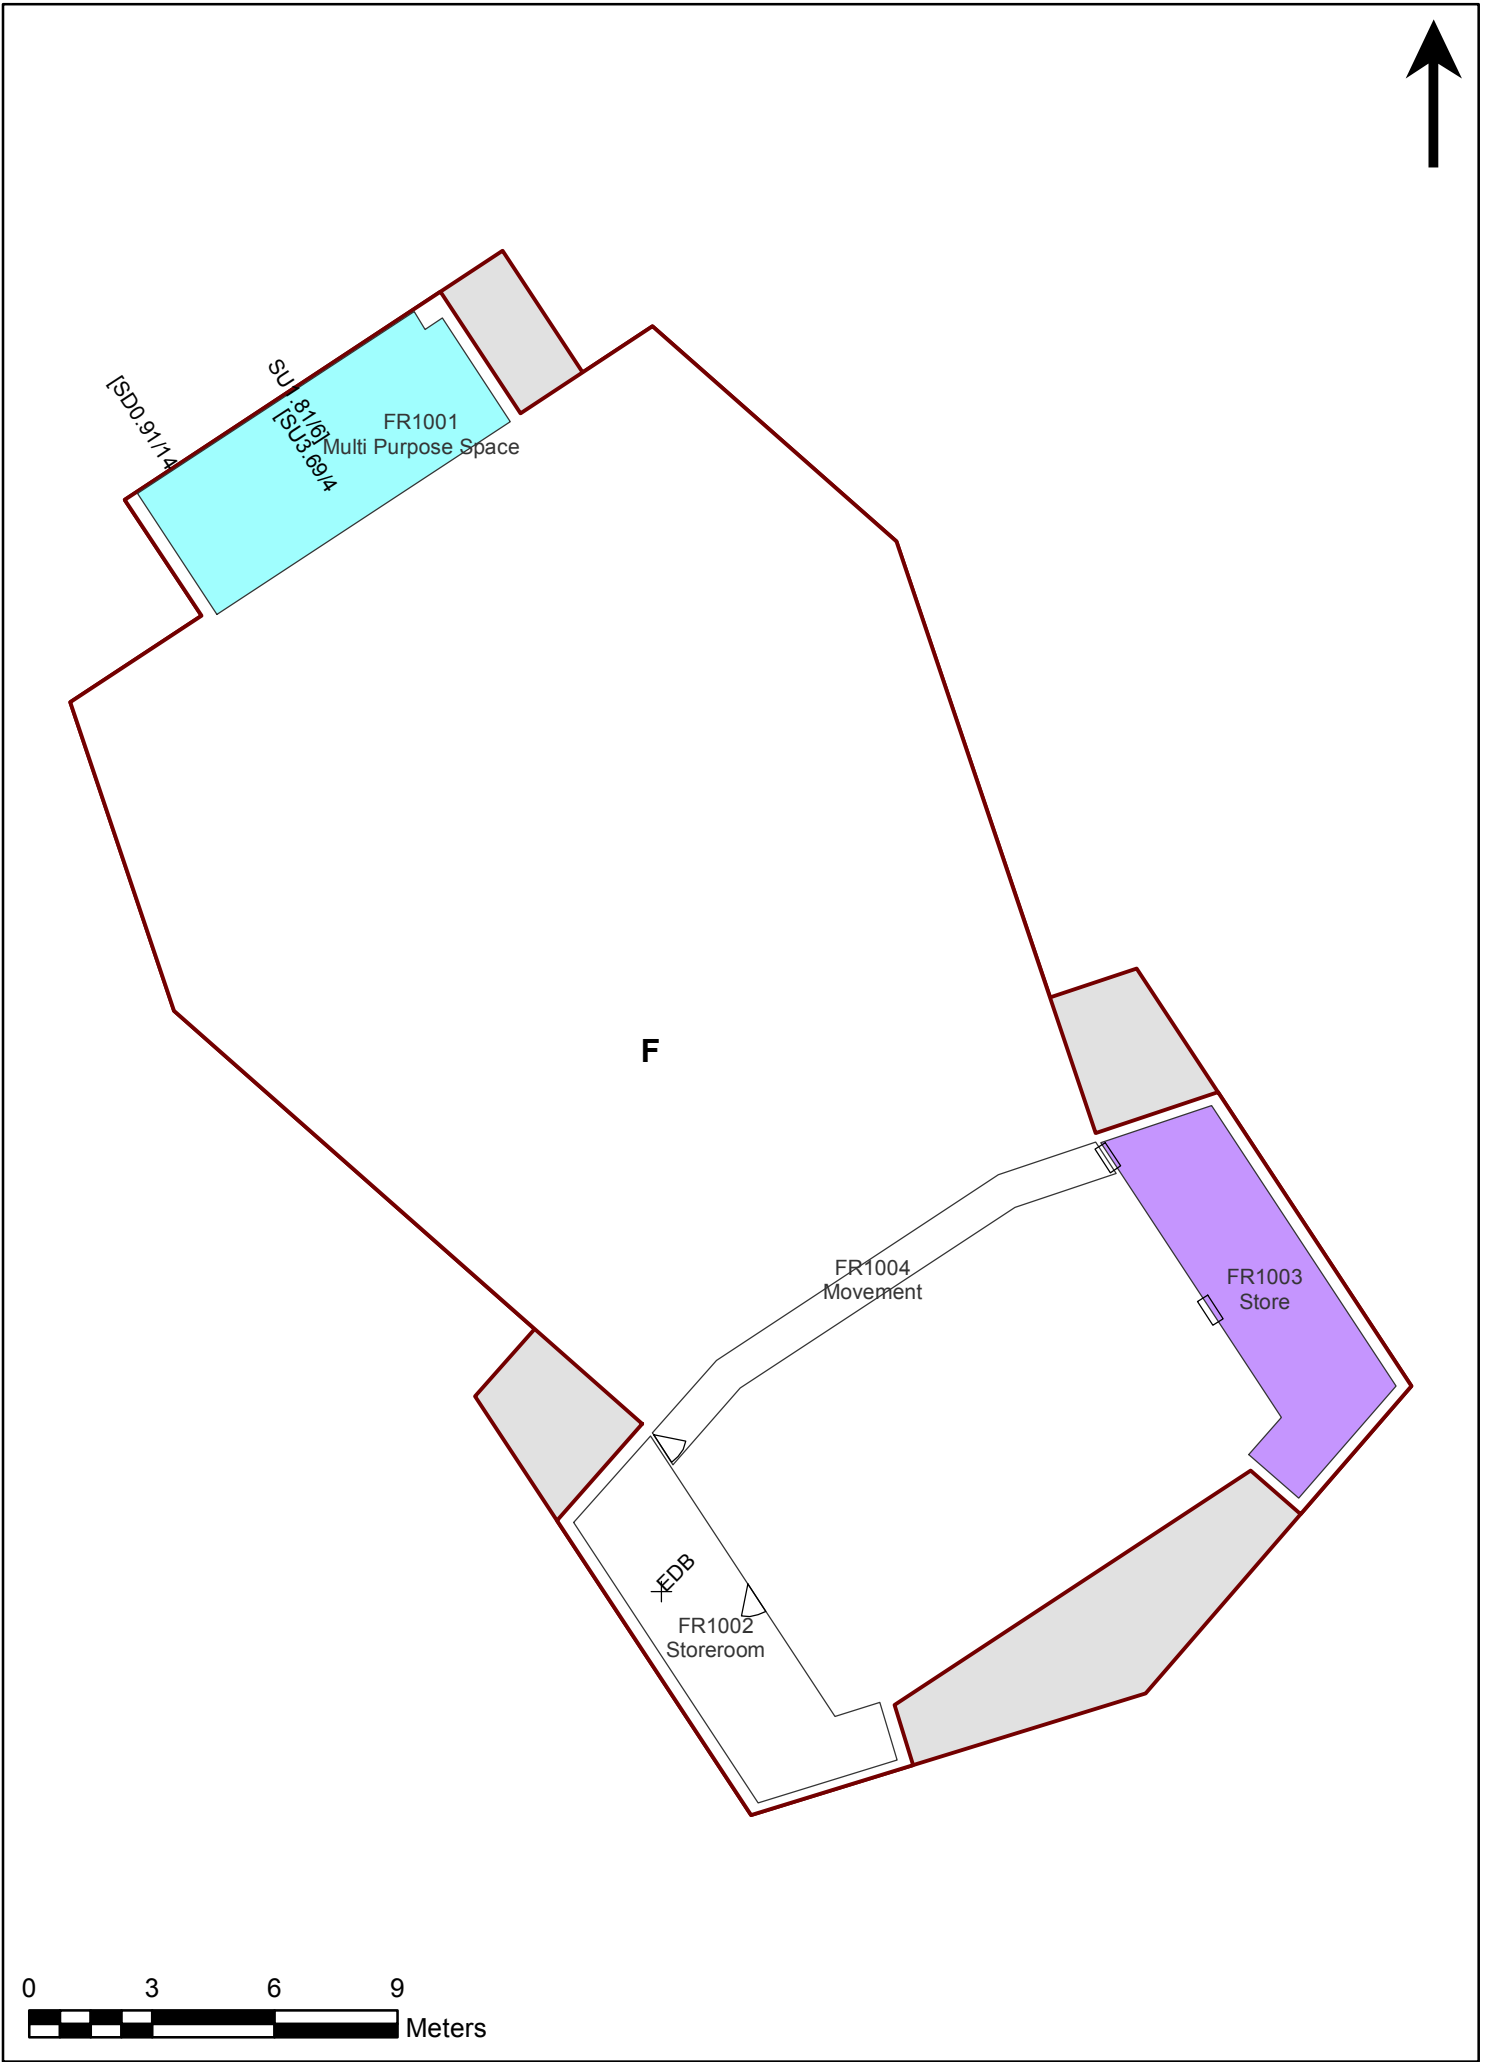 [SD0.91/14
[SU3.69/4
FR1001
Multi Purpose Space
F
FR1004
Movement
FR1003
Store
EDB
FR1002
Storeroom
0 3 6 9
Meters